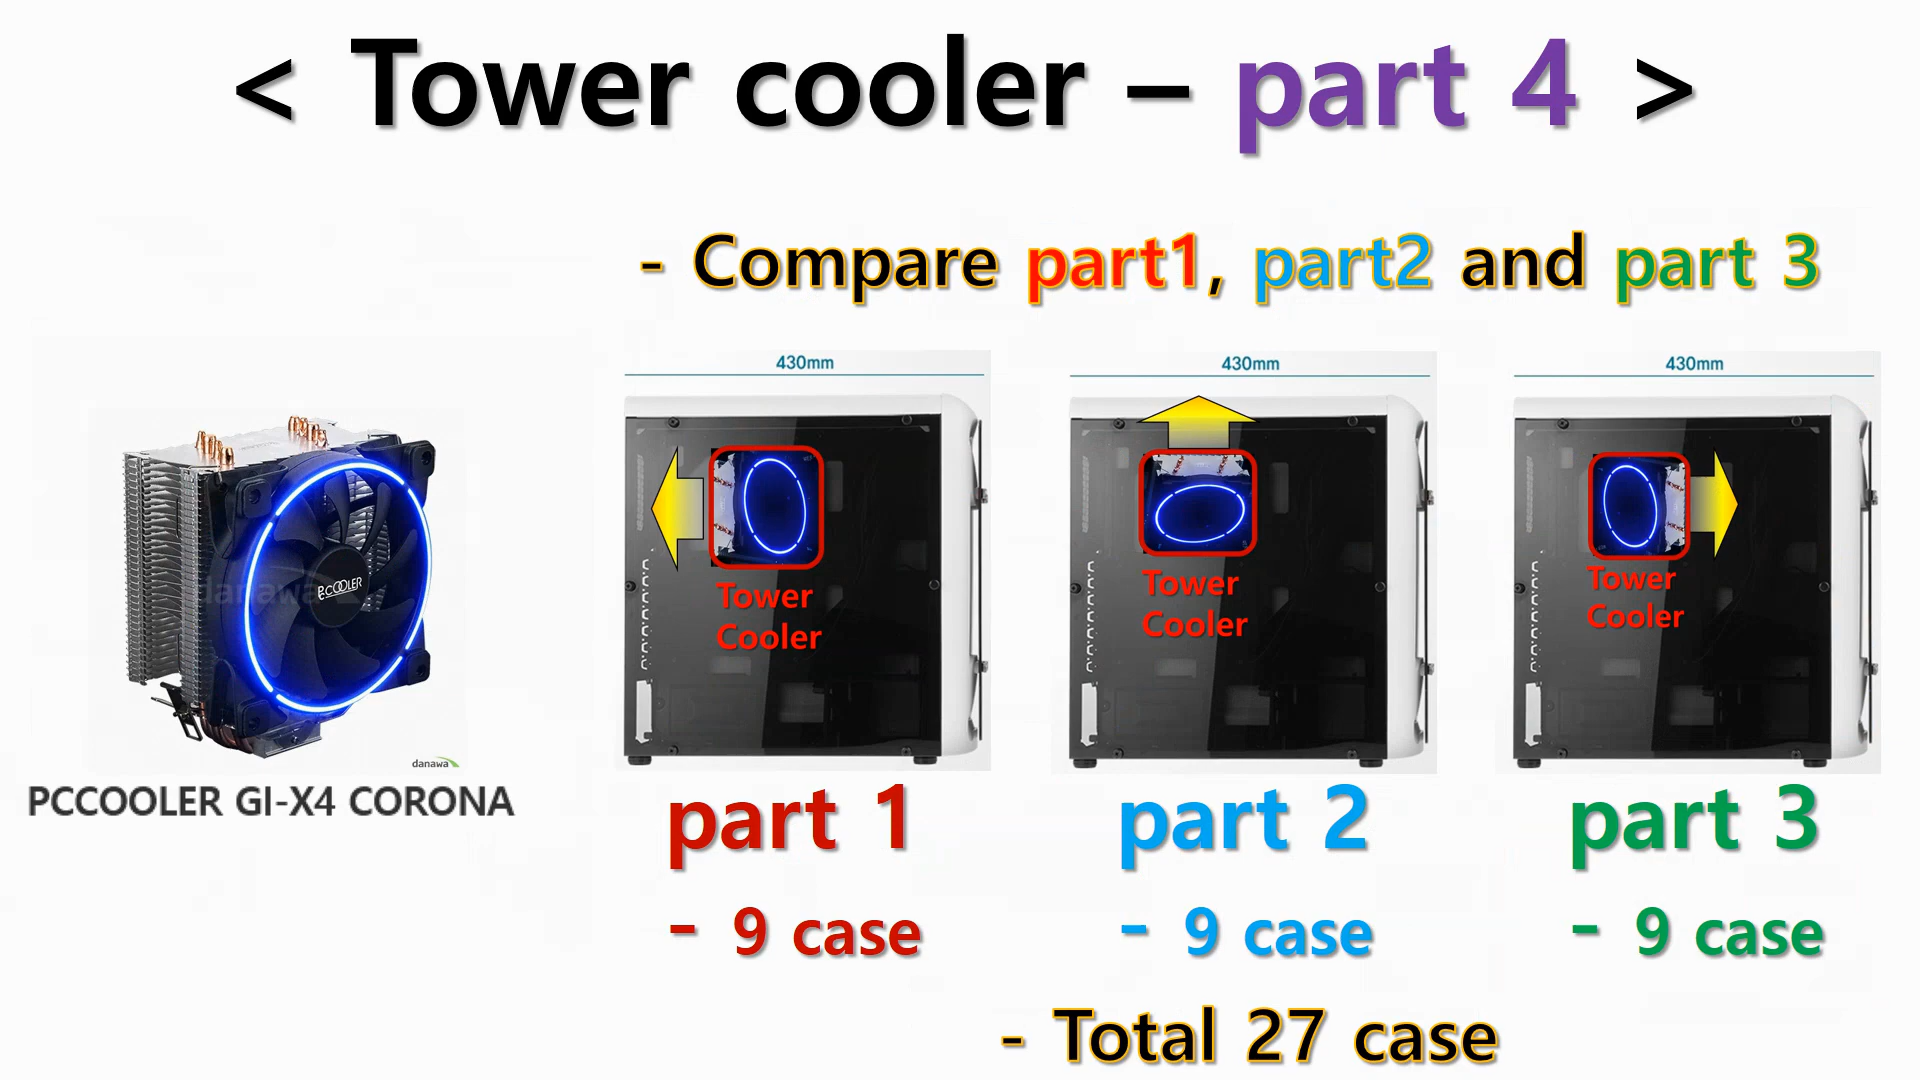 < Tower cooler – part 4 >
- Compare part1, part2 and part 3
430mm
430mm
430mm
Tower
Cooler
Tower
Cooler
Tower
Cooler
PCCOOLER
danawa
danawa
PCCOOLER GI-X4 CORONA
part 1
part 2
part 3
- 9 case
- 9 case
- 9 case
- Total 27 case